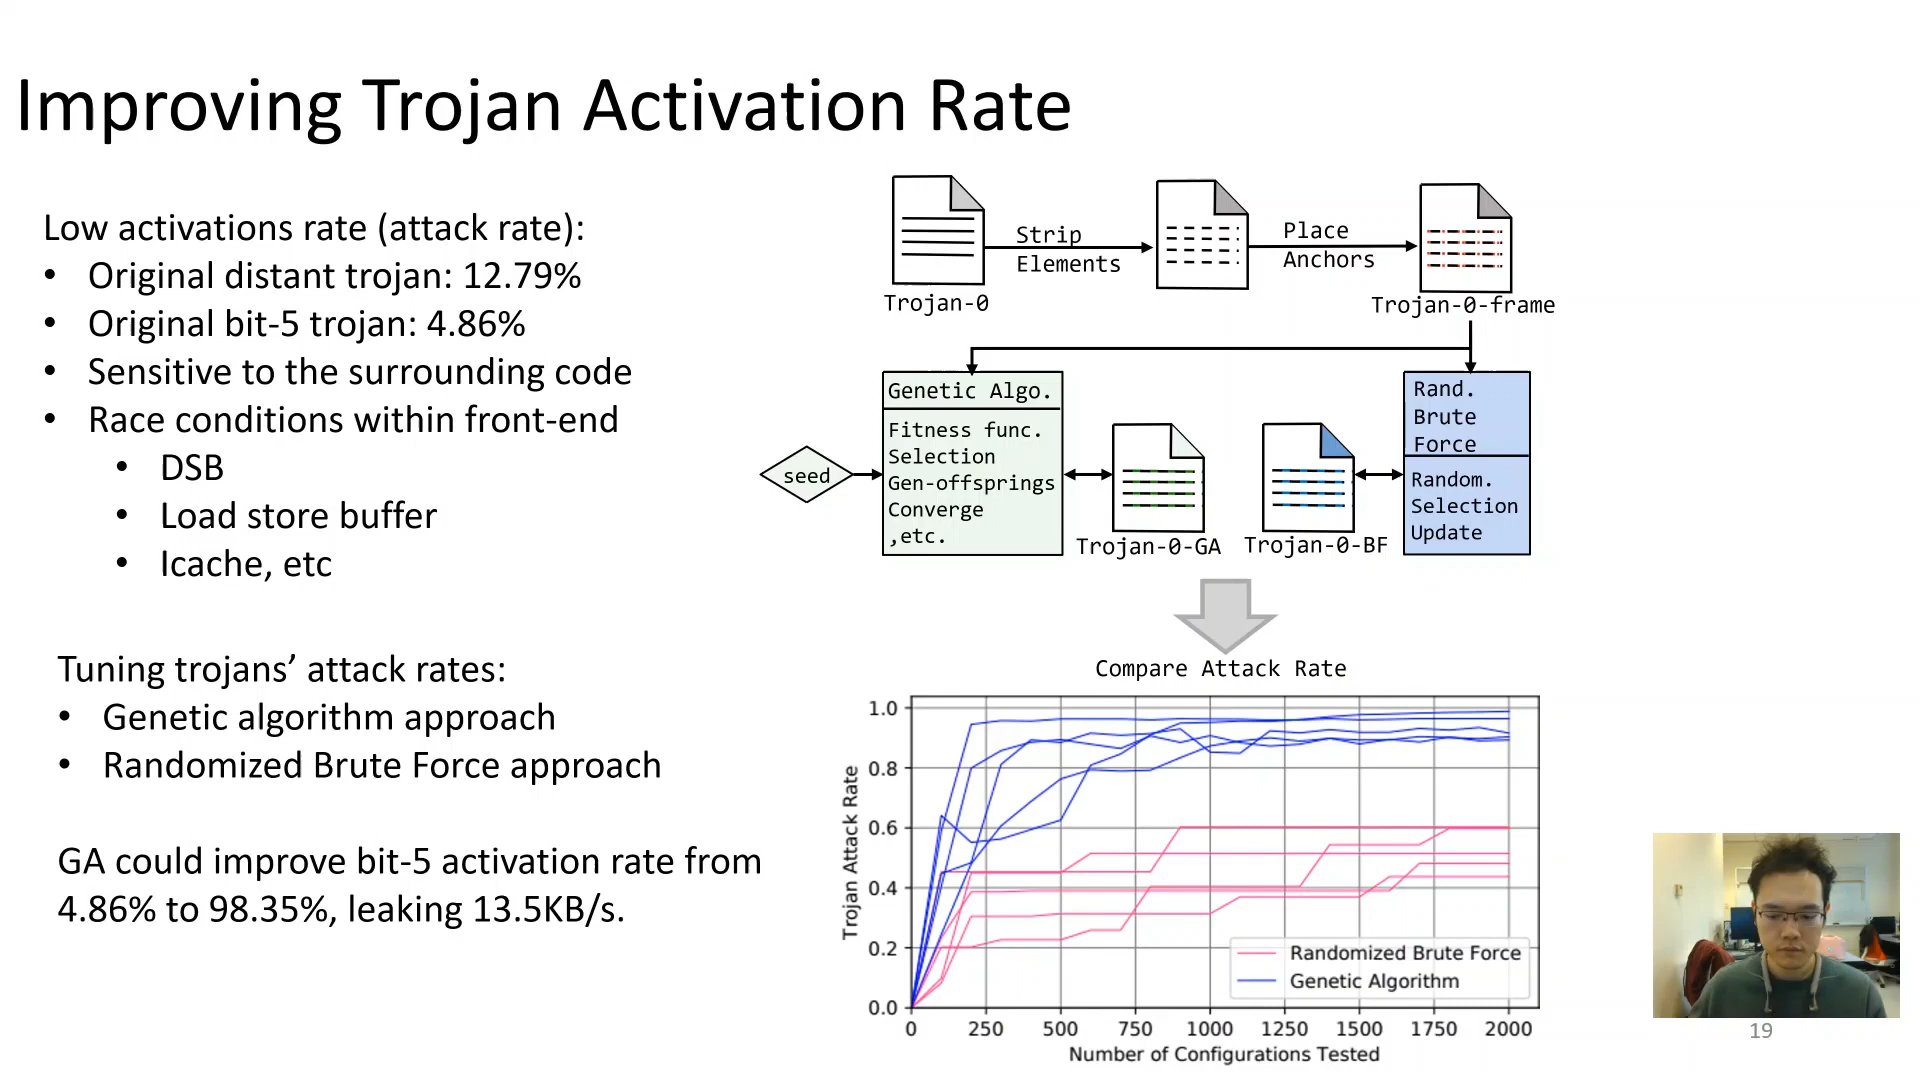 Improving Trojan Activation Rate
Low activations rate (attack rate):
• Original distant trojan: 12.79%
• Original bit-5 trojan: 4.86%
• Sensitive to the surrounding code
• Race conditions within front-end
• DSB
• Load store buffer
• Icache, etc
Tuning trojans’ attack rates:
• Genetic algorithm approach
• Randomized Brute Force approach
GA could improve bit-5 activation rate from
4.86% to 98.35%, leaking 13.5KB/s.
Strip
Elements
Place
Anchors
Trojan-0
Trojan-0-frame
seed
Genetic Algo.
Fitness func.
Selection
Gen-offsprings
Converge
,etc.
Trojan-0-GA
Trojan-0-BF
Rand.
Brute
Force
Random.
Selection
Update
Compare Attack Rate
Trojan Attack Rate
1.0
0.8
0.6
0.4
0.2
0.0
Randomized Brute Force
Genetic Algorithm
0 250 500 750 1000 1250 1500 1750 2000
Number of Configurations Tested
19